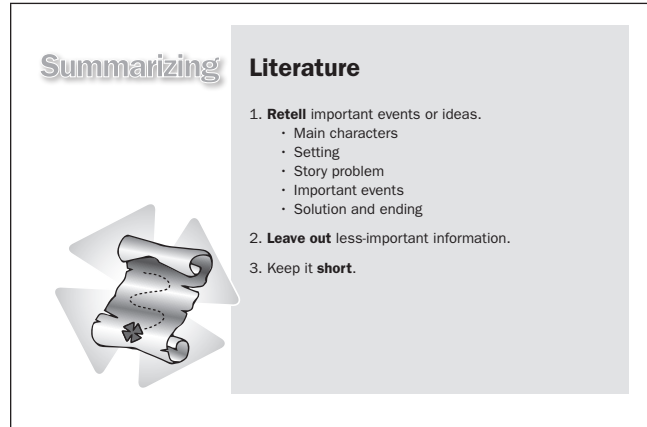 Summarizing
Literature
1. Retell important events or ideas.
• Main characters
• Setting
• Story problem
• Important events
• Solution and ending
2. Leave out less-important information.
3. Keep it short.